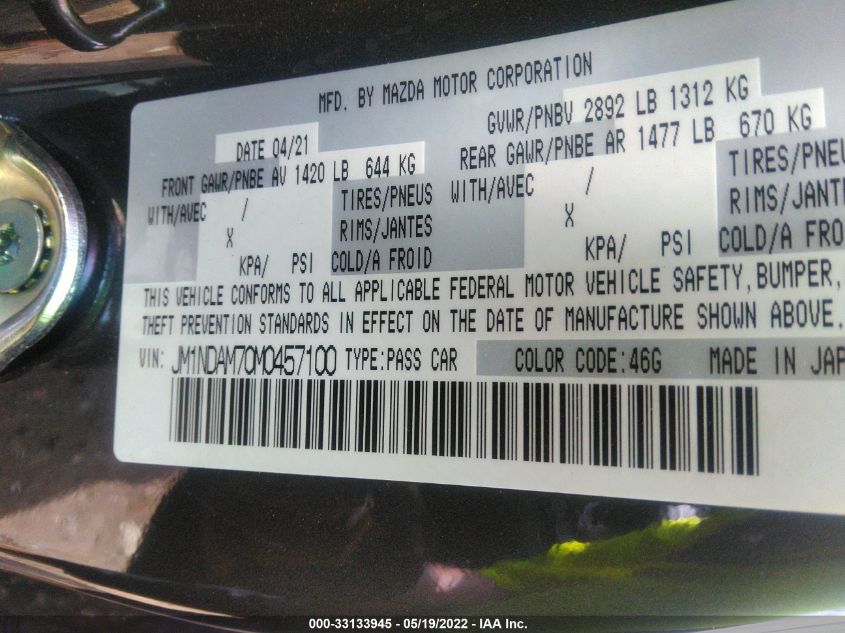 MFD. BY MAZDA MOTOR CORPORATION
DATE 04/21 GVWR/PNBV 2892 LB 1312 KG
FRONT GAWR/PNBE AV 1420 LB 644 KG REAR GAWR/PNBE AR 1477 LB 670 KG
WITH/AVEC / TIRES/PNEUS WITH/AVEC / TIRES/PNEU
X RIMS/JANTES X RIMS/JANTE
KPA/ PSI COLD/A FROID KPA/ PSI COLD/A FRO
THIS VEHICLE CONFORMS TO ALL APPLICABLE FEDERAL MOTOR VEHICLE SAFETY, BUMPER,
THEFT PREVENTION STANDARDS IN EFFECT ON THE DATE OF MANUFACTURE SHOWN ABOVE.
VIN: JM1NDAM70M0457100 TYPE:PASS CAR COLOR CODE:46G MADE IN JAP
000-33133945 - 05/19/2022 - IAA Inc.